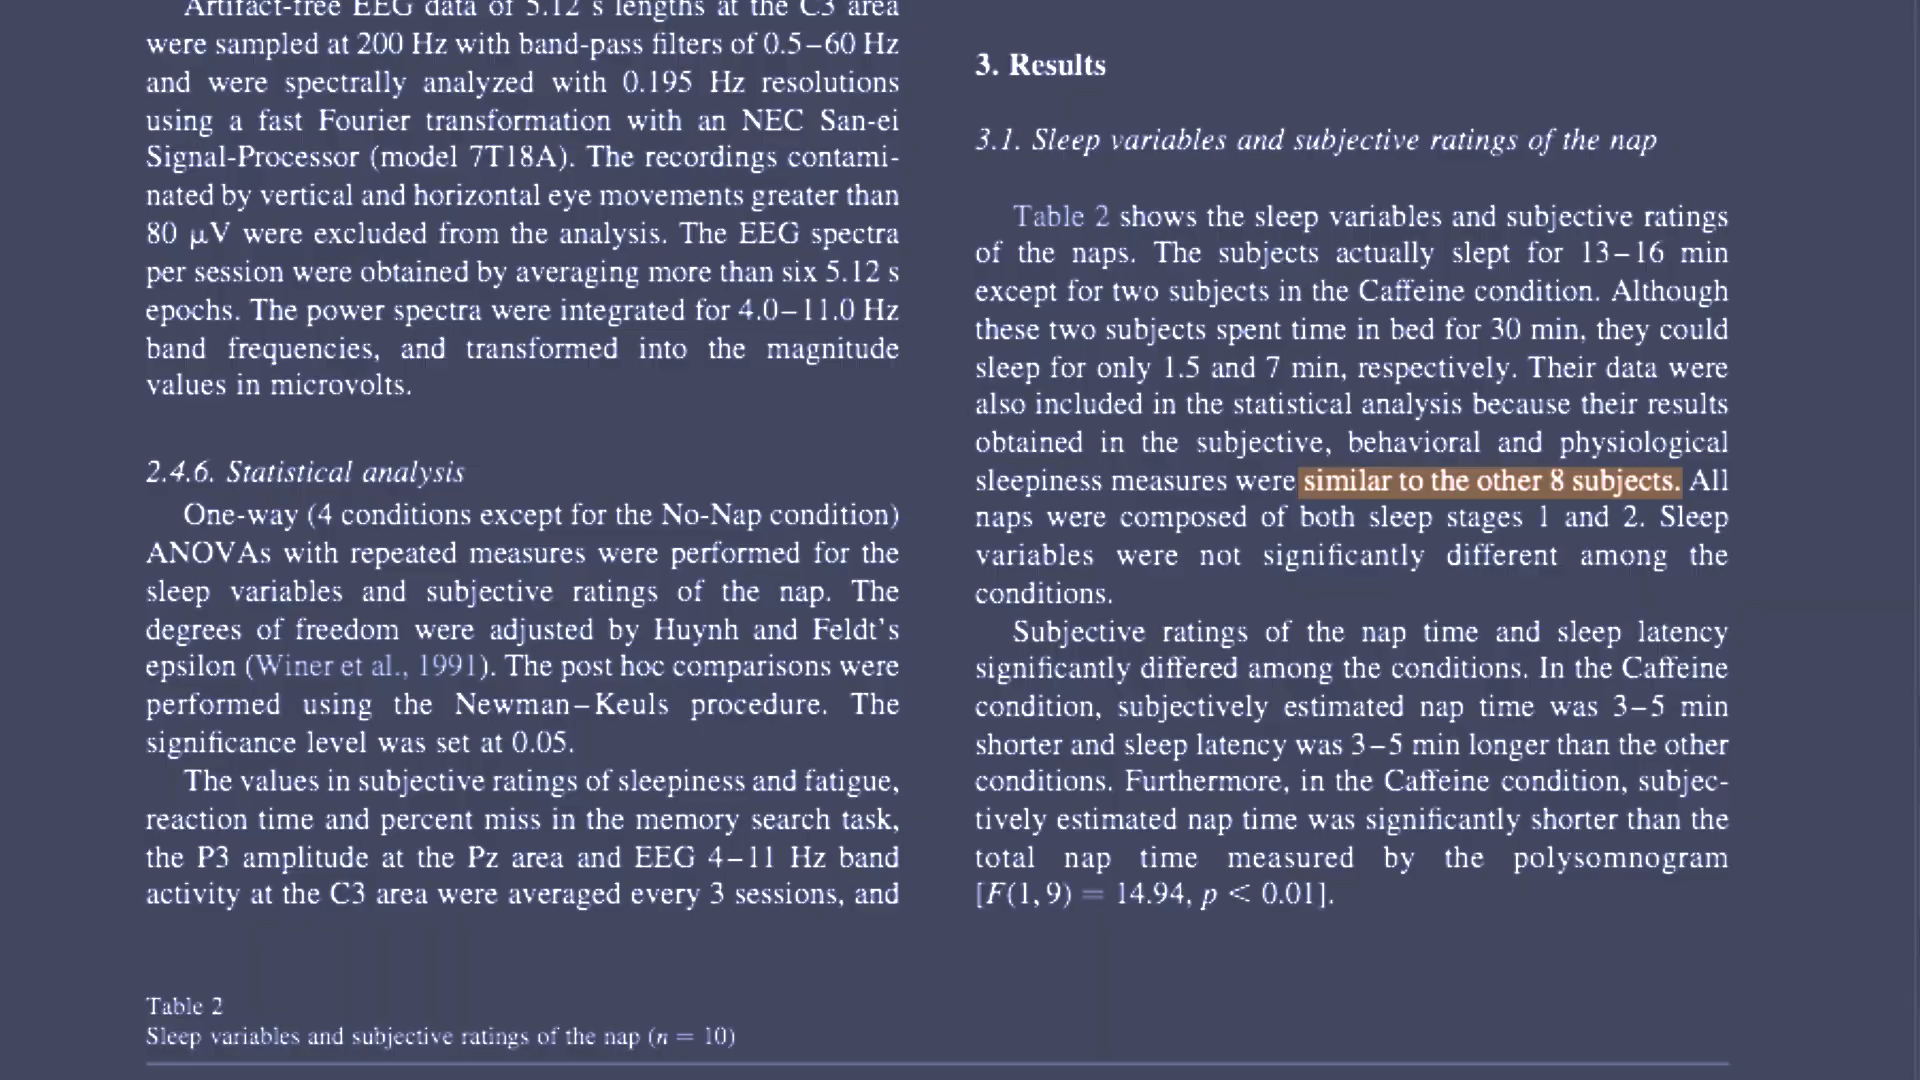 Artifact-free EEG data of 5.12 s lengths at the C3 area
were sampled at 200 Hz with band-pass filters of 0.5–60 Hz
and were spectrally analyzed with 0.195 Hz resolutions
using a fast Fourier transformation with an NEC San-ei
Signal-Processor (model 7T18A). The recordings contami-
nated by vertical and horizontal eye movements greater than
80 μV were excluded from the analysis. The EEG spectra
per session were obtained by averaging more than six 5.12 s
epochs. The power spectra were integrated for 4.0–11.0 Hz
band frequencies, and transformed into the magnitude
values in microvolts.
2.4.6. Statistical analysis
One-way (4 conditions except for the No-Nap condition)
ANOVAs with repeated measures were performed for the
sleep variables and subjective ratings of the nap. The
degrees of freedom were adjusted by Huynh and Feldt's
epsilon (Winer et al., 1991). The post hoc comparisons were
performed using the Newman–Keuls procedure. The
significance level was set at 0.05.
The values in subjective ratings of sleepiness and fatigue,
reaction time and percent miss in the memory search task,
the P3 amplitude at the Pz area and EEG 4–11 Hz band
activity at the C3 area were averaged every 3 sessions, and
3. Results
3.1. Sleep variables and subjective ratings of the nap
Table 2 shows the sleep variables and subjective ratings
of the naps. The subjects actually slept for 13–16 min
except for two subjects in the Caffeine condition. Although
these two subjects spent time in bed for 30 min, they could
sleep for only 1.5 and 7 min, respectively. Their data were
also included in the statistical analysis because their results
obtained in the subjective, behavioral and physiological
sleepiness measures were similar to the other 8 subjects. All
naps were composed of both sleep stages 1 and 2. Sleep
variables were not significantly different among the
conditions.
Subjective ratings of the nap time and sleep latency
significantly differed among the conditions. In the Caffeine
condition, subjectively estimated nap time was 3–5 min
shorter and sleep latency was 3–5 min longer than the other
conditions. Furthermore, in the Caffeine condition, subjec-
tively estimated nap time was significantly shorter than the
total nap time measured by the polysomnogram
[F(1, 9) = 14.94, p < 0.01].
Table 2
Sleep variables and subjective ratings of the nap (n = 10)